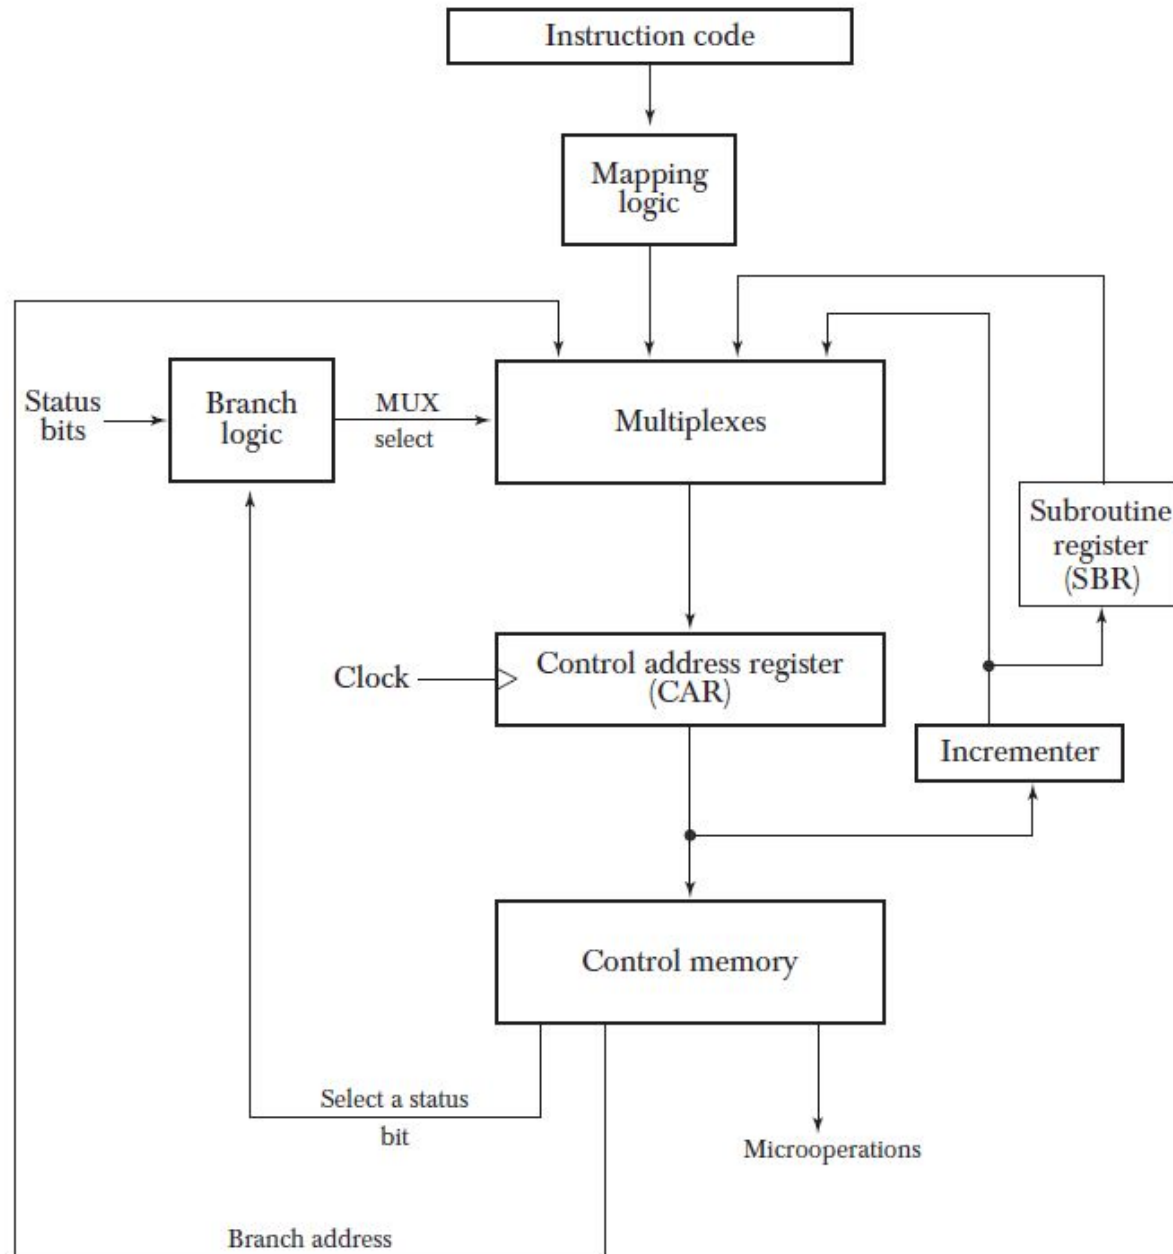 Instruction code
Mapping
logic
Status
bits
Branch
logic
MUX
select
Multiplexes
Subroutine
register
(SBR)
Clock
Control address register
(CAR)
Incrementer
Control memory
Select a status
bit
Microoperations
Branch address